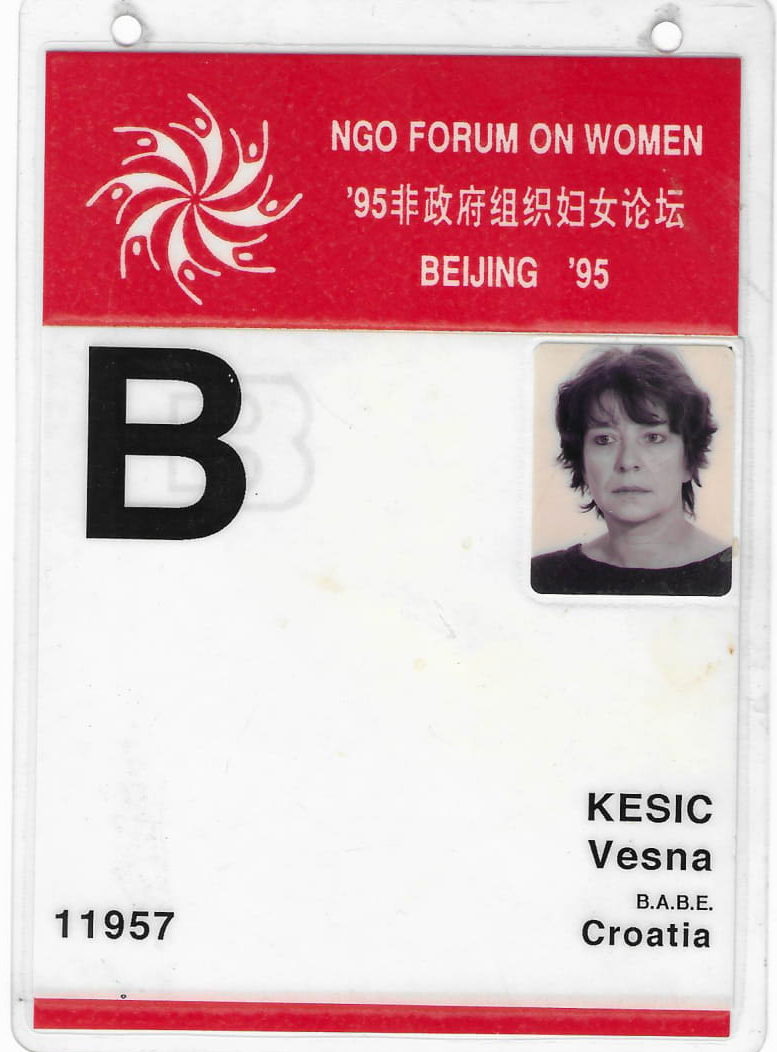 NGO FORUM ON WOMEN
'95非政府组织妇女论坛
BEIJING '95
B
KESIC
Vesna
B.A.B.E.
Croatia
11957